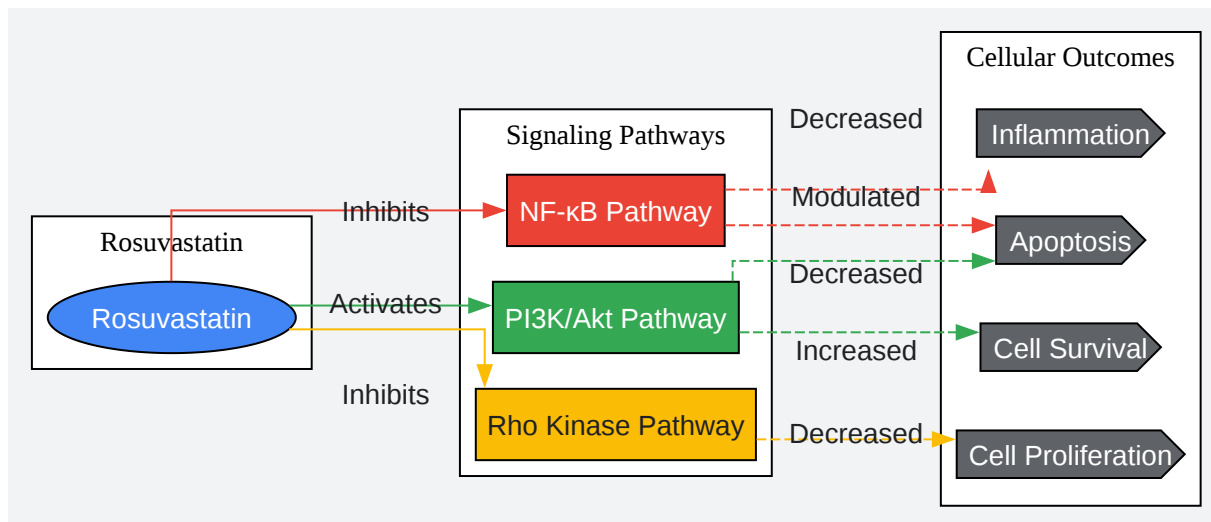 Rosuvastatin
Rosuvastatin
Inhibits
Activates
Inhibits
Signaling Pathways
NF-κB Pathway
PI3K/Akt Pathway
Rho Kinase Pathway
Decreased
Modulated
Decreased
Increased
Decreased
Cellular Outcomes
Inflammation
Apoptosis
Cell Survival
Cell Proliferation